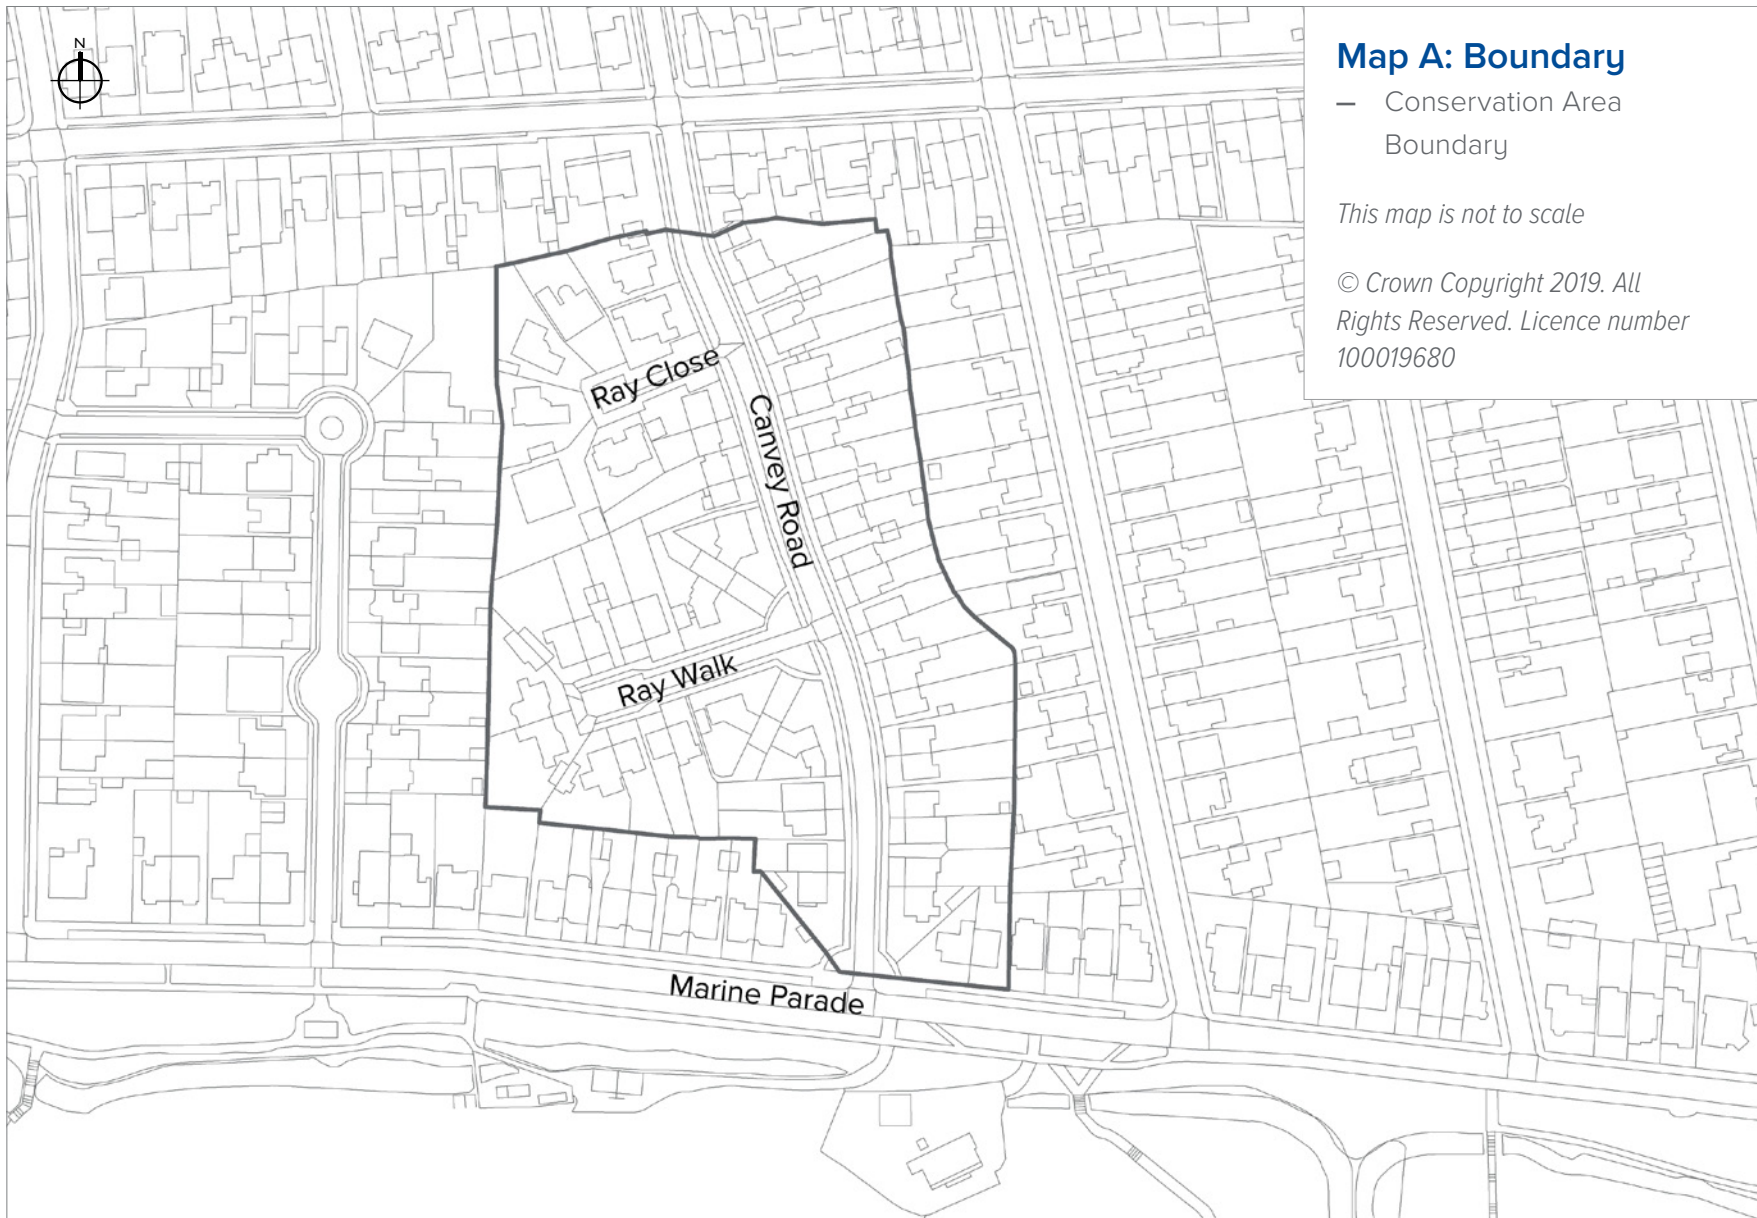 N
Map A: Boundary
— Conservation Area
Boundary
This map is not to scale
© Crown Copyright 2019. All
Rights Reserved. Licence number
100019680
Ray Close
Canvey Road
Ray Walk
Marine Parade